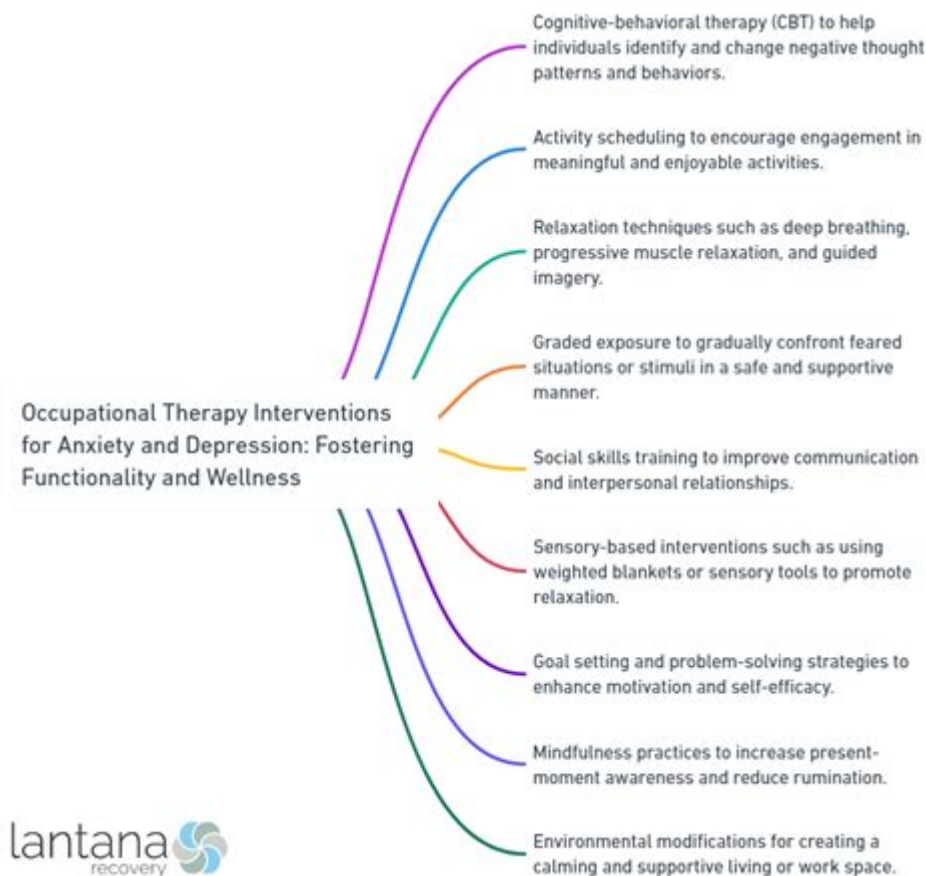 Cognitive-behavioral therapy (CBT) to help
individuals identify and change negative thought
patterns and behaviors.
Activity scheduling to encourage engagement in
meaningful and enjoyable activities.
Relaxation techniques such as deep breathing,
progressive muscle relaxation, and guided
imagery.
Graded exposure to gradually confront feared
situations or stimuli in a safe and supportive
manner.
Occupational Therapy Interventions
for Anxiety and Depression: Fostering
Functionality and Wellness
Social skills training to improve communication
and interpersonal relationships.
Sensory-based interventions such as using
weighted blankets or sensory tools to promote
relaxation.
Goal setting and problem-solving strategies to
enhance motivation and self-efficacy.
Mindfulness practices to increase present-
moment awareness and reduce rumination.
Environmental modifications for creating a
calming and supportive living or work space.
lantana
recovery